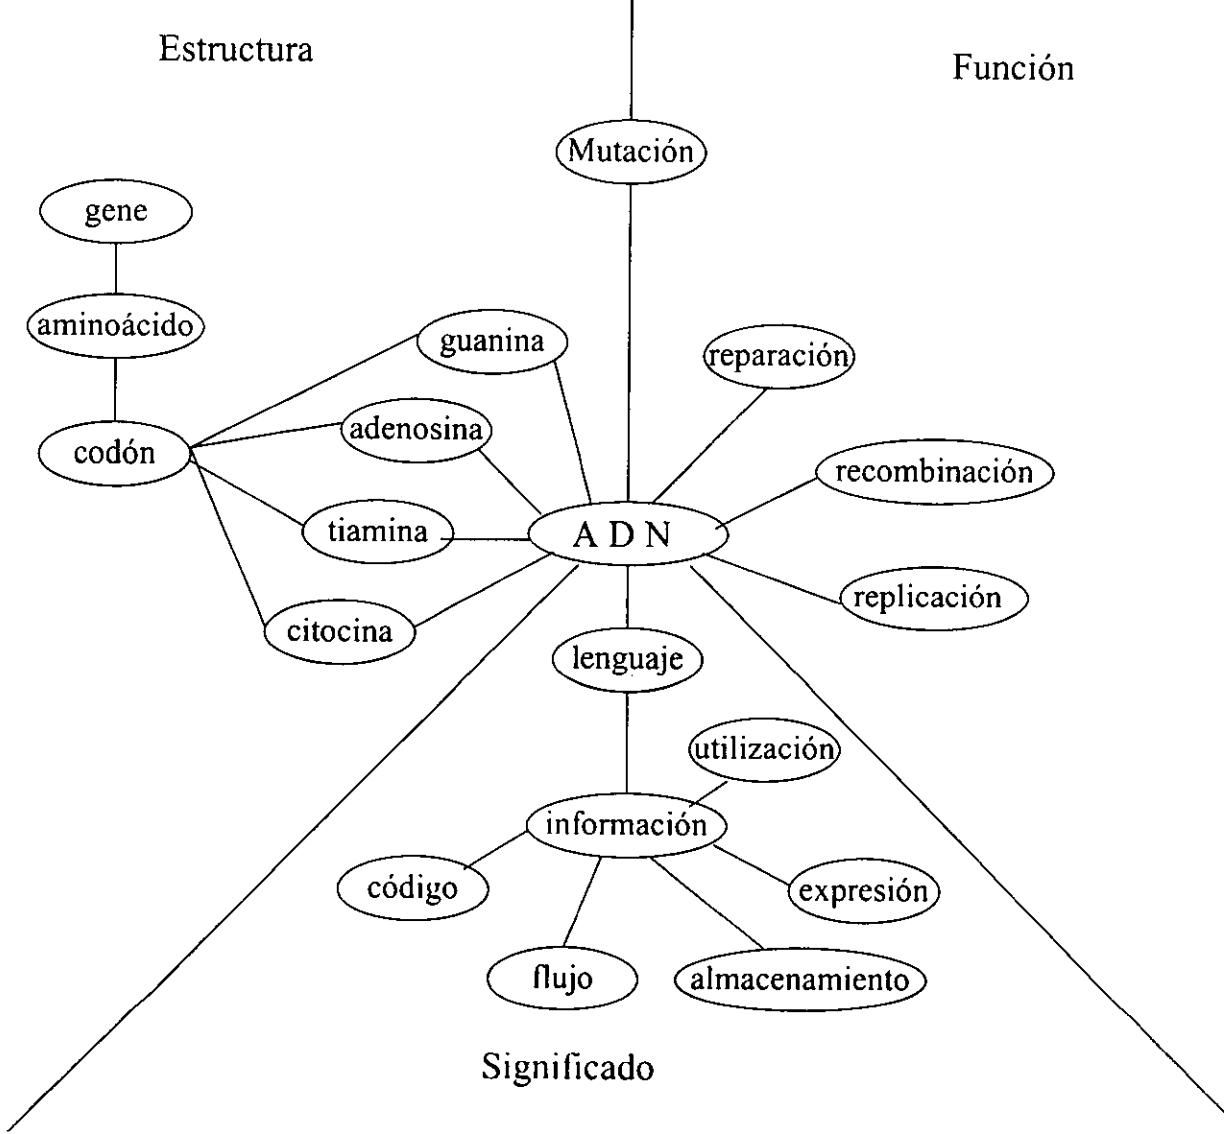 Estructura
Función
Mutación
gene
aminoácido
guanina
reparación
adenosina
codón
recombinación
tiamina
A D N
replicación
citocina
lenguaje
utilización
información
código
expresión
flujo
almacenamiento
Significado